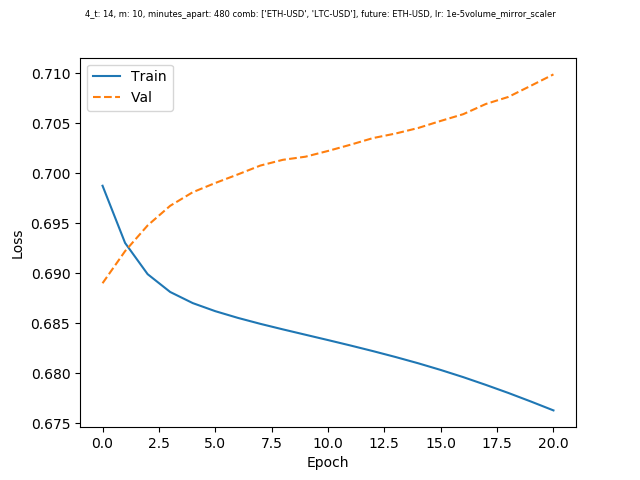 4_t: 14, m: 10, minutes_apart: 480 comb: ['ETH-USD', 'LTC-USD'], future: ETH-USD, lr: 1e-5volume_mirror_scaler
Train
Val
0.710
0.705
0.700
0.695
0.690
0.685
0.680
0.675
Loss
0.0 2.5 5.0 7.5 10.0 12.5 15.0 17.5 20.0
Epoch